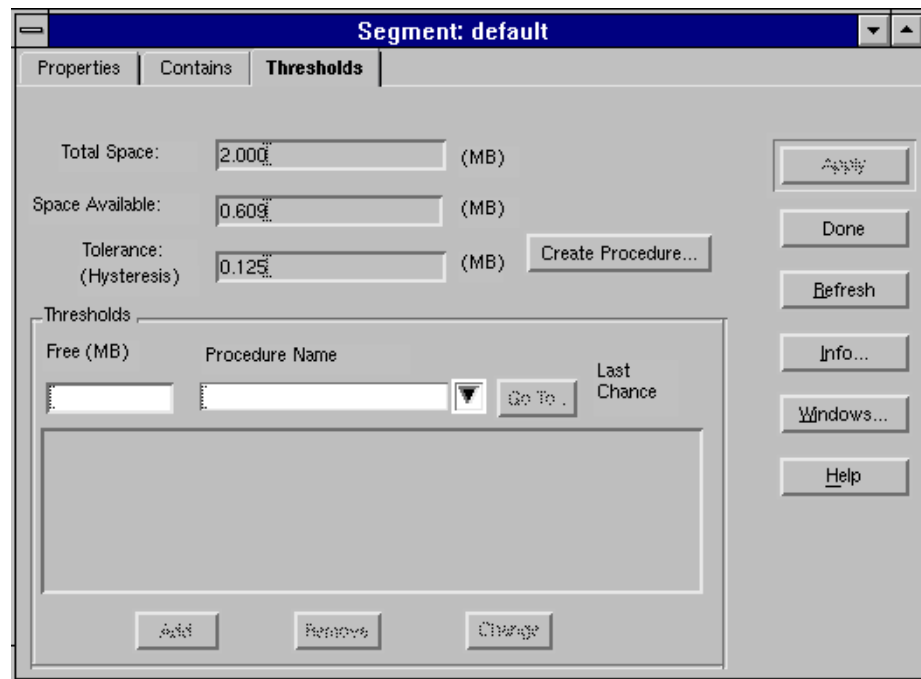 Segment: default
Properties Contains Thresholds
Total Space: 2.000 (MB)
Apply
Space Available: 0.609 (MB)
Done
Tolerance:
(Hysteresis) 0.125 (MB) Create Procedure...
Refresh
Thresholds
Free (MB) Procedure Name
Info...
Last
Chance
Go To .
Windows...
Help
Add Remove Change